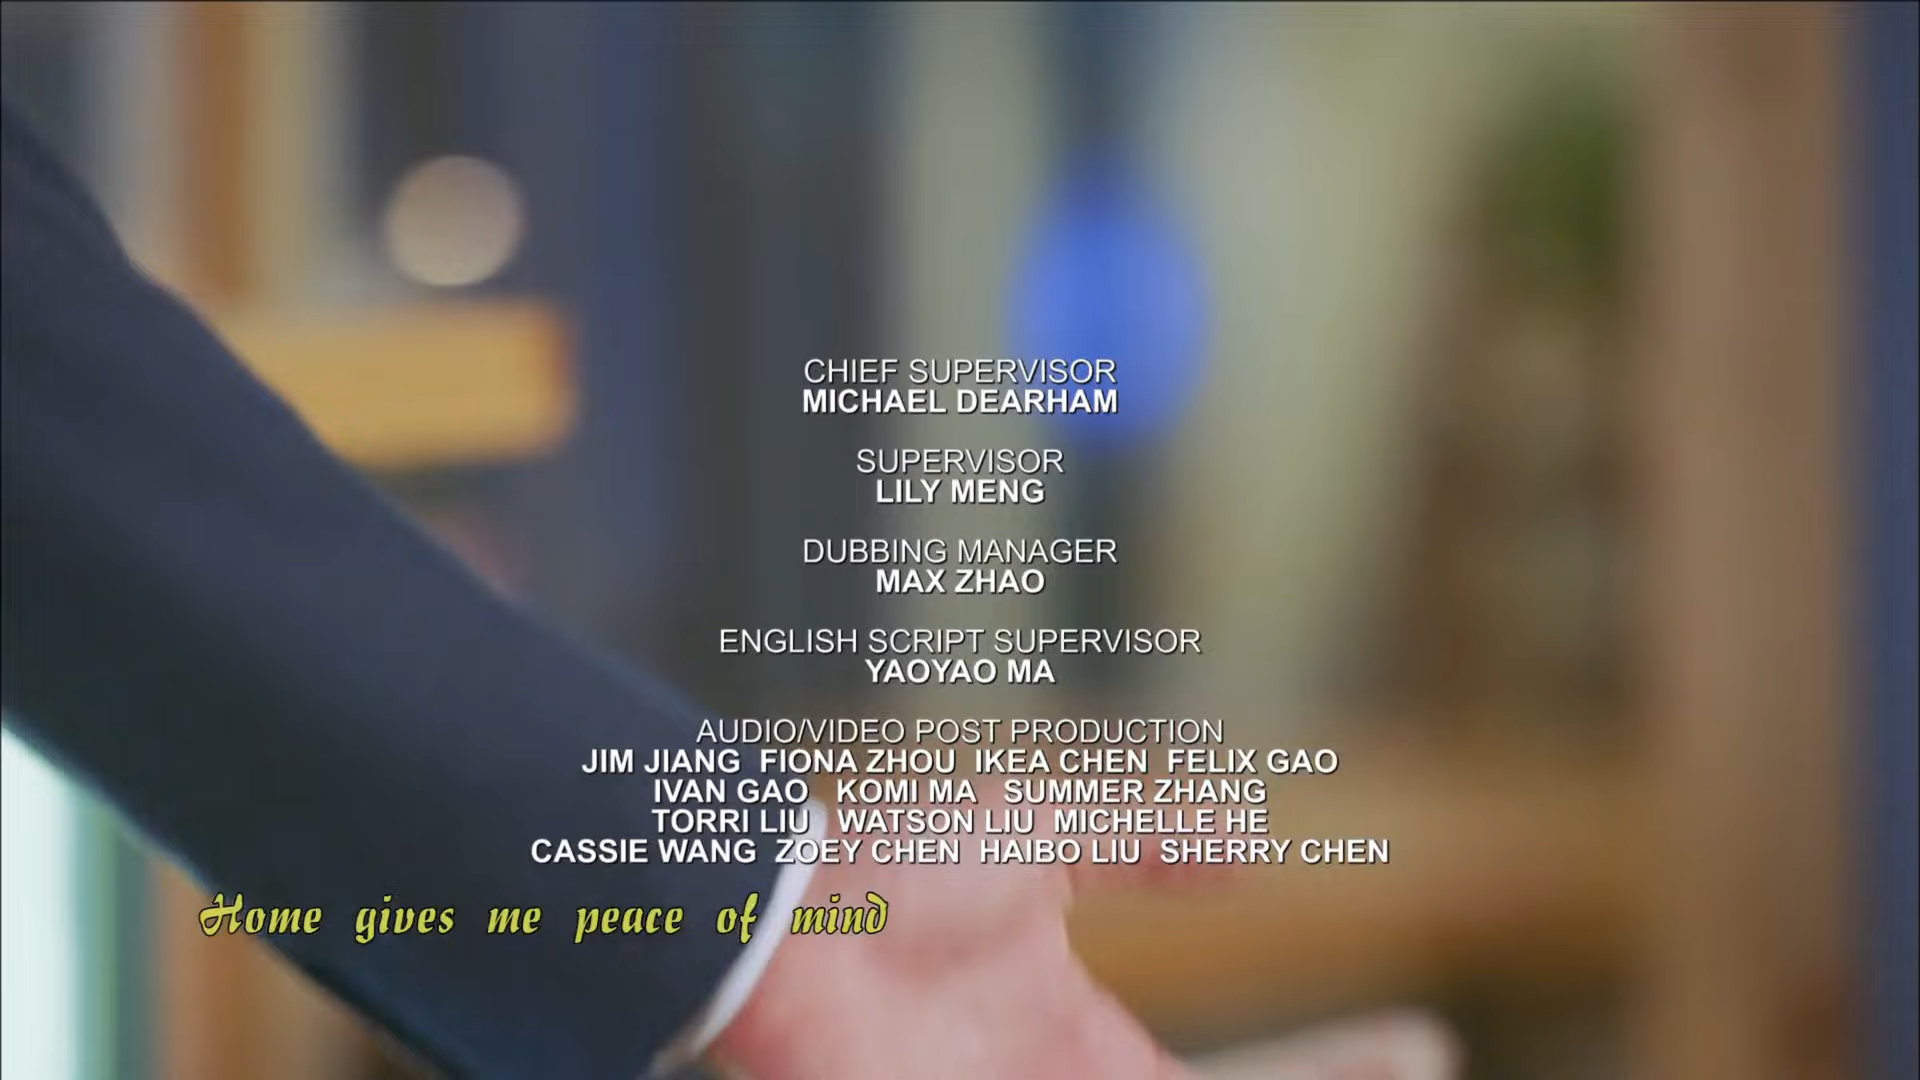 CHIEF SUPERVISOR
MICHAEL DEARHAM
SUPERVISOR
LILY MENG
DUBBING MANAGER
MAX ZHAO
ENGLISH SCRIPT SUPERVISOR
YAOYAO MA
AUDIO/VIDEO POST PRODUCTION
JIM JIANG FIONA ZHOU IKEA CHEN FELIX GAO
IVAN GAO KOMI MA SUMMER ZHANG
TORRI LIU WATSON LIU MICHELLE HE
CASSIE WANG ZOEY CHEN HAIBO LIU SHERRY CHEN
Home gives me peace of mind